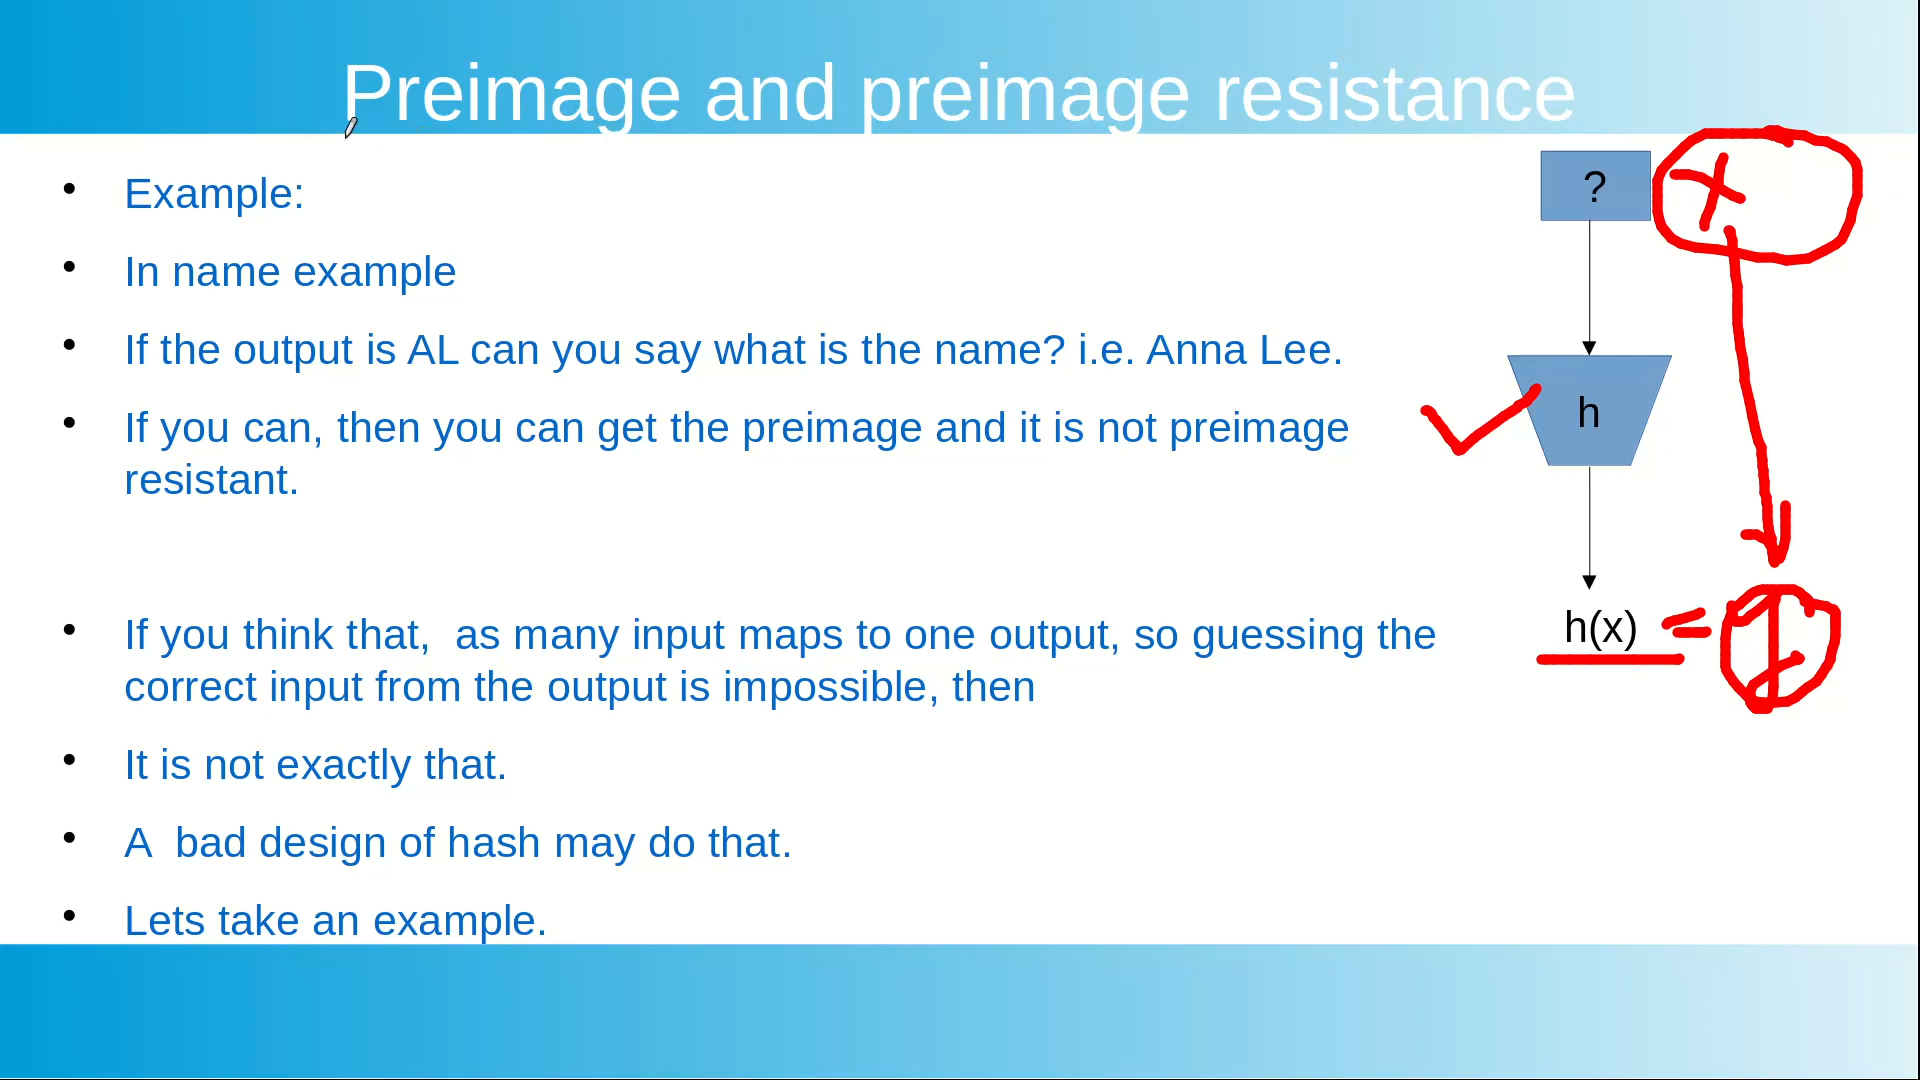 Preimage and preimage resistance
• Example:
• In name example
• If the output is AL can you say what is the name? i.e. Anna Lee.
• If you can, then you can get the preimage and it is not preimage
resistant.
• If you think that,  as many input maps to one output, so guessing the
correct input from the output is impossible, then
• It is not exactly that.
• A  bad design of hash may do that.
• Lets take an example.
?
x
h
h(x) = 1